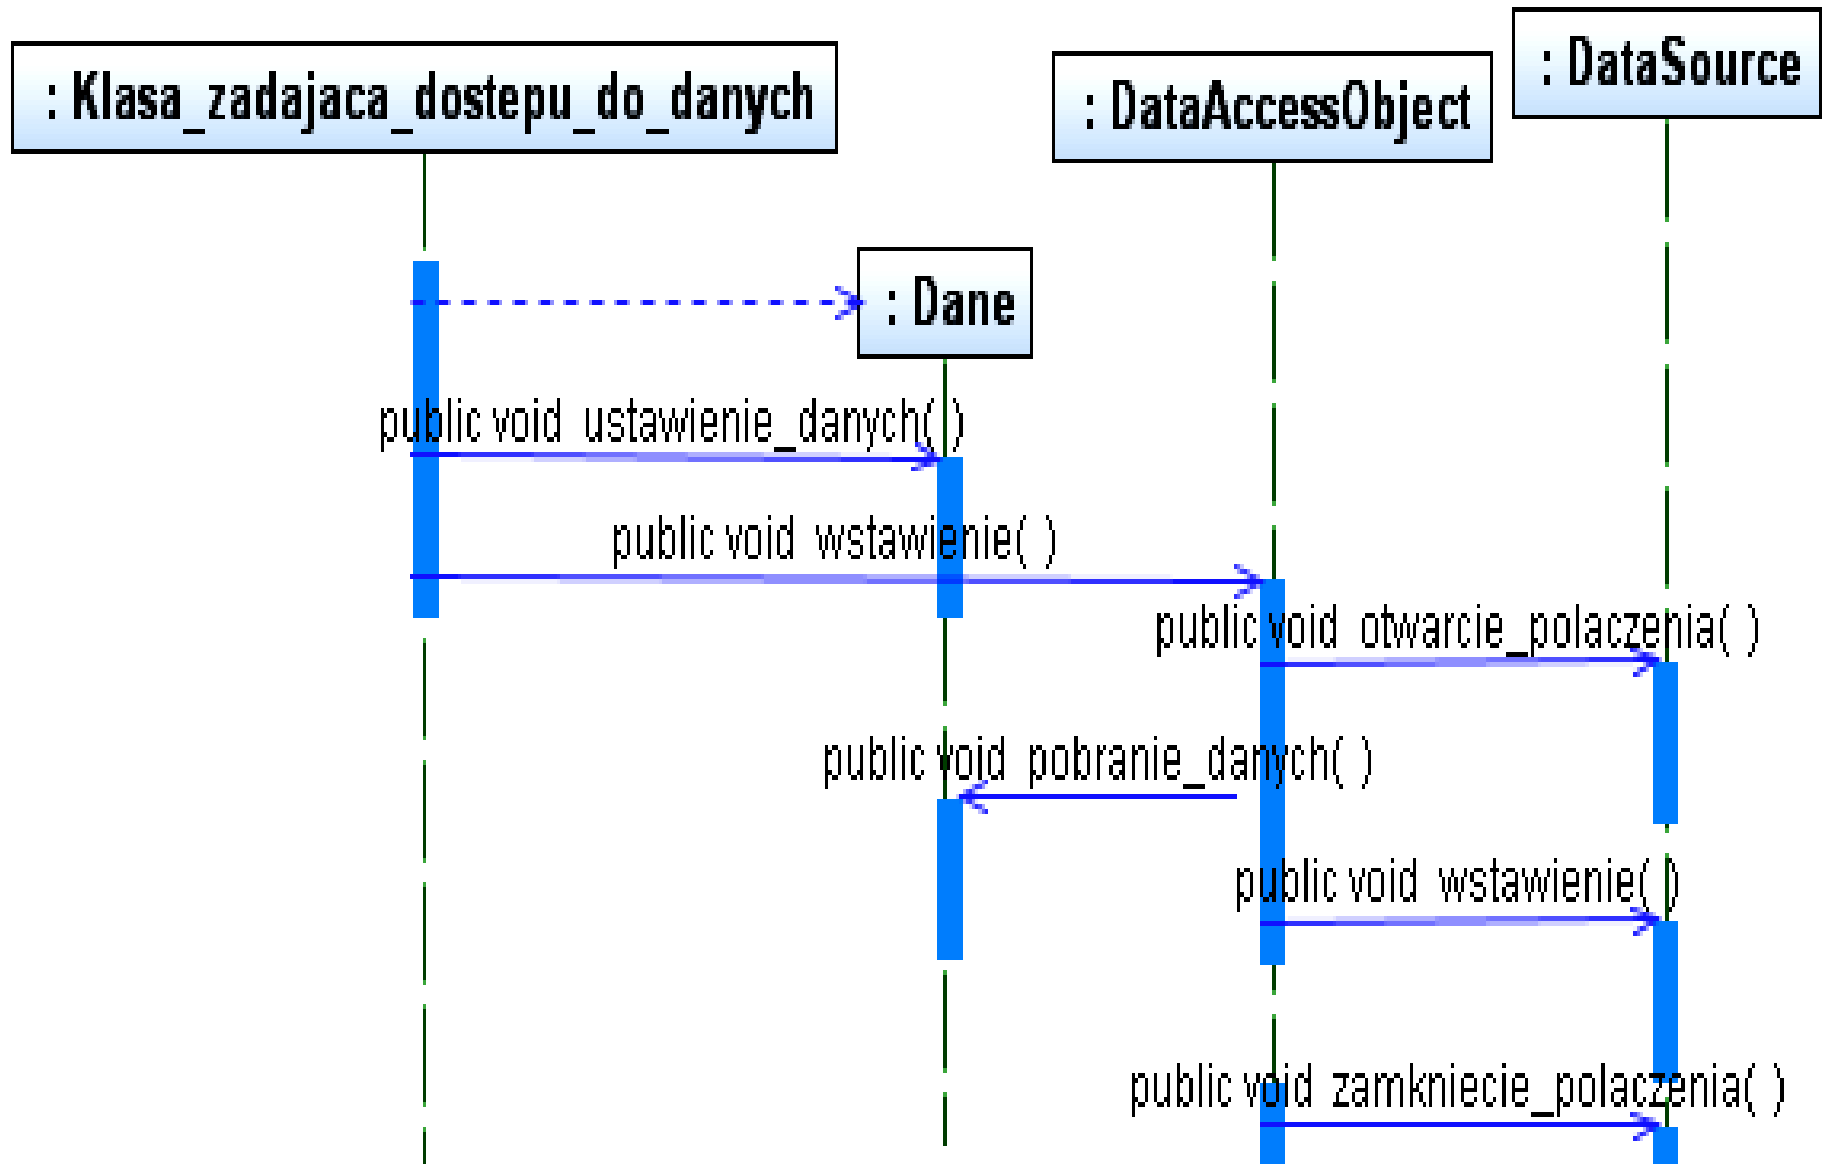 : DataSource
: Klasa_zadajaca_dostepu_do_danych
: DataAccessObject
: Dane
public void ustawienie_danych( )
public void wstawienie( )
public void otwarcie_polaczenia( )
public void pobranie_danych( )
public void wstawienie( )
public void zamkniecie_polaczenia( )